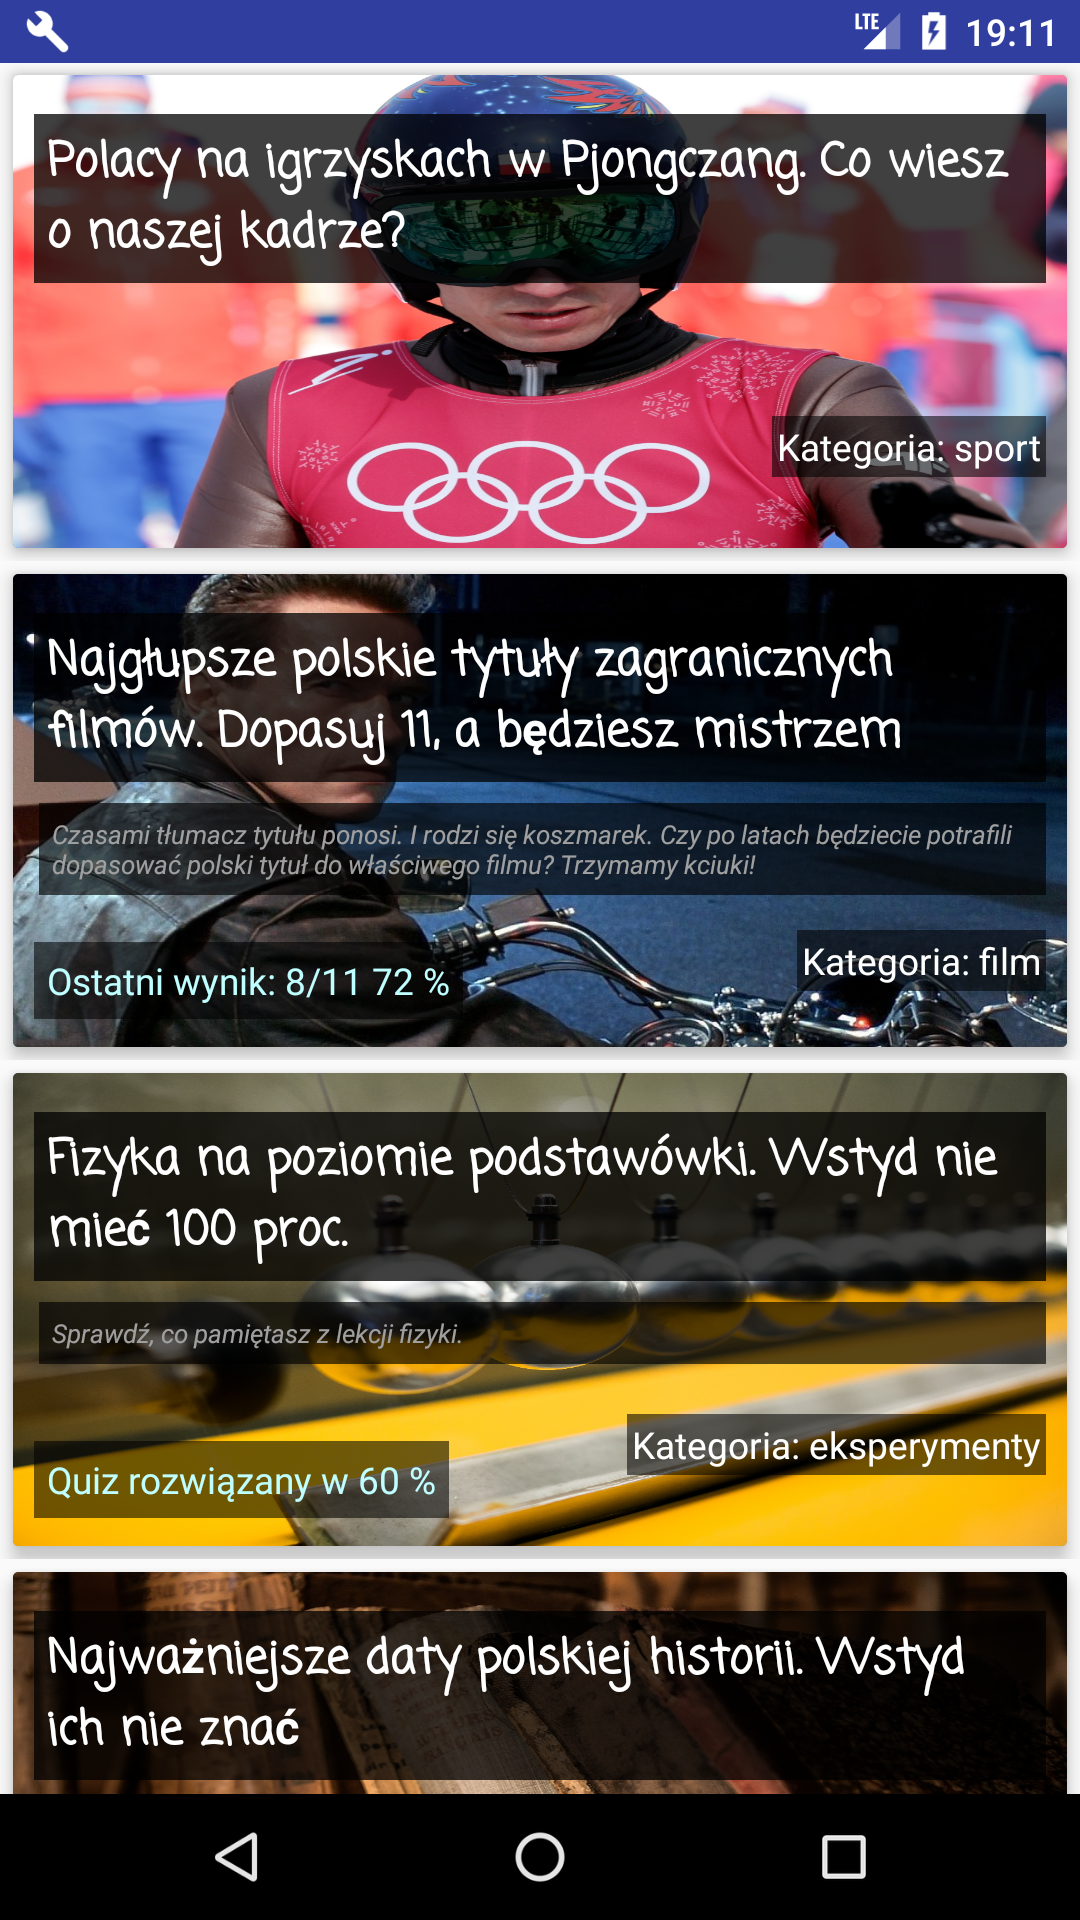 LTE 19:11
Polacy na igrzyskach w Pjongczang. Co wiesz
o naszej kadrze?
Kategoria: sport
Najgłupsze polskie tytuły zagranicznych
filmów. Dopasuj 11, a będziesz mistrzem
Czasami tłumacz tytułu ponosi. I rodzi się koszmarek. Czy po latach będziecie potrafili
dopasować polski tytuł do właściwego filmu? Trzymamy kciuki!
Kategoria: film
Ostatni wynik: 8/11 72 %
Fizyka na poziomie podstawówki. Wstyd nie
mieć 100 proc.
Sprawdź, co pamiętasz z lekcji fizyki.
Kategoria: eksperymenty
Quiz rozwiązany w 60 %
Najważniejsze daty polskiej historii. Wstyd
ich nie znać